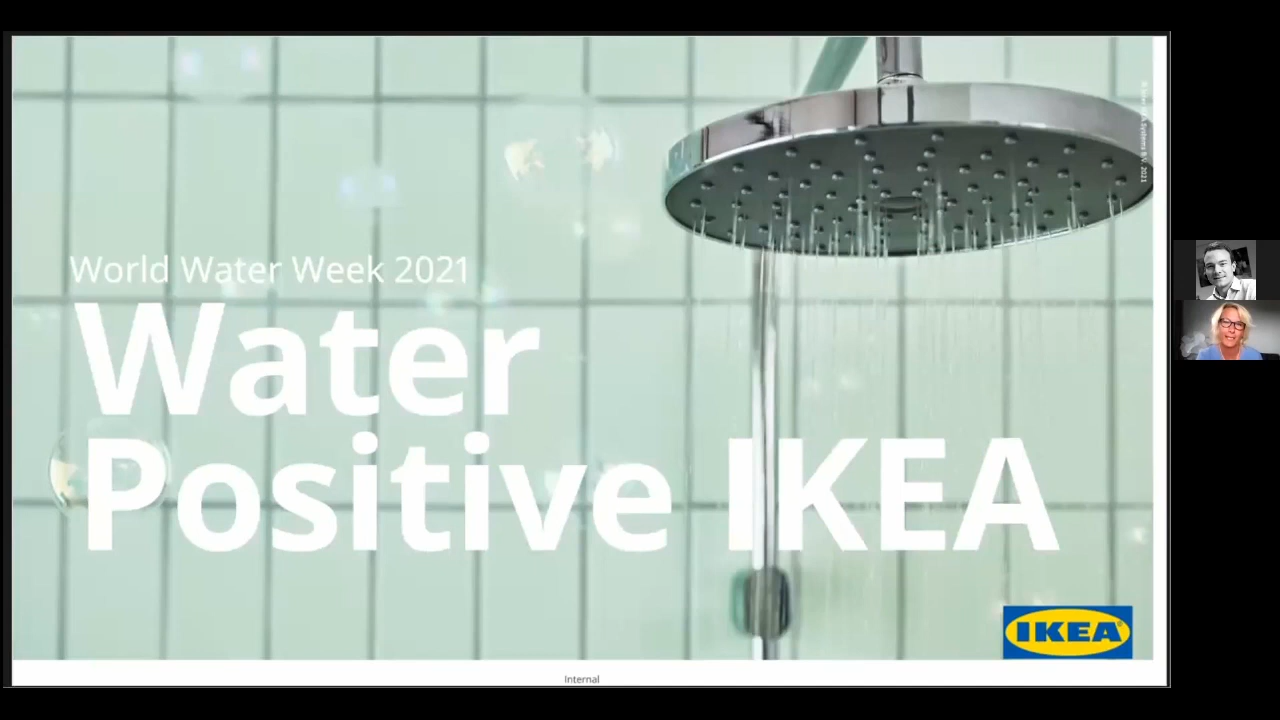 World Water Week 2021
Water
Positive IKEA
IKEA
Internal